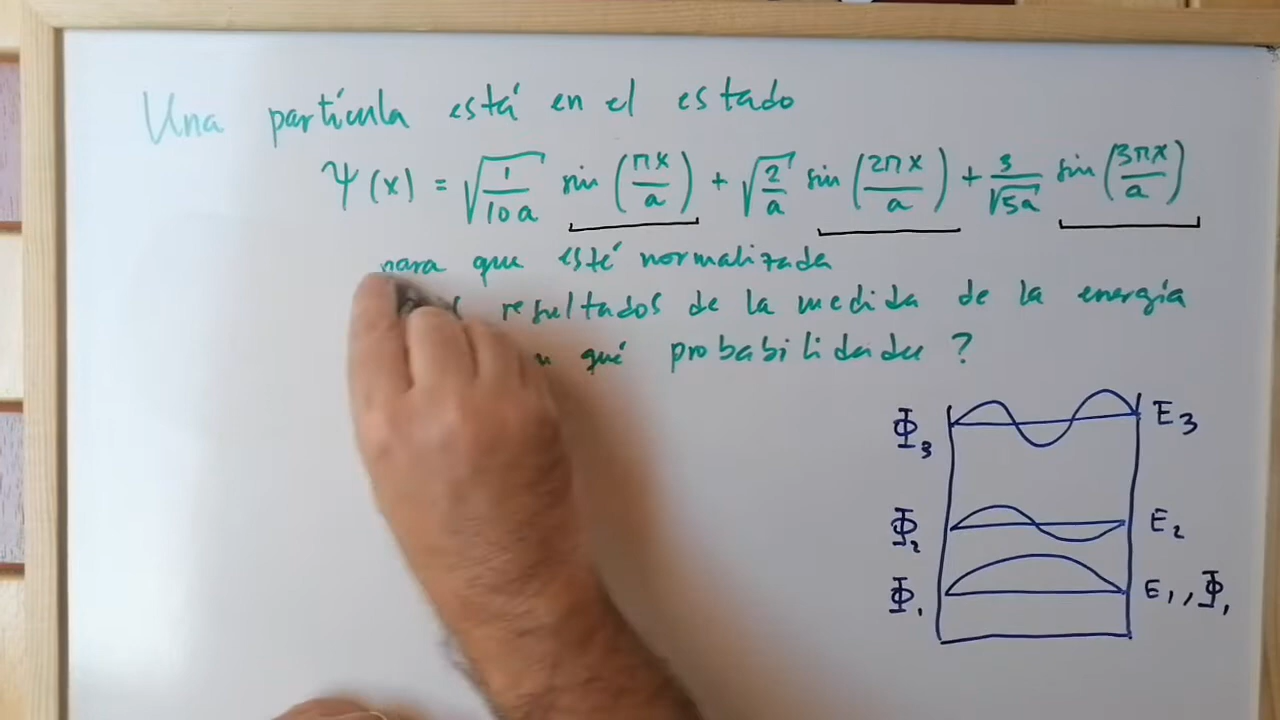 Una partícula está en el estado
Ψ(x) = √(1/10a) sin(πx/a) + √(2/a) sin(2πx/a) + 3/√(5a) sin(3πx/a)
para que esté normalizada
resultados de la medida de la energía
qué probabilidades ?
Φ3 E3
Φ2 E2
Φ1 E1, Φ1